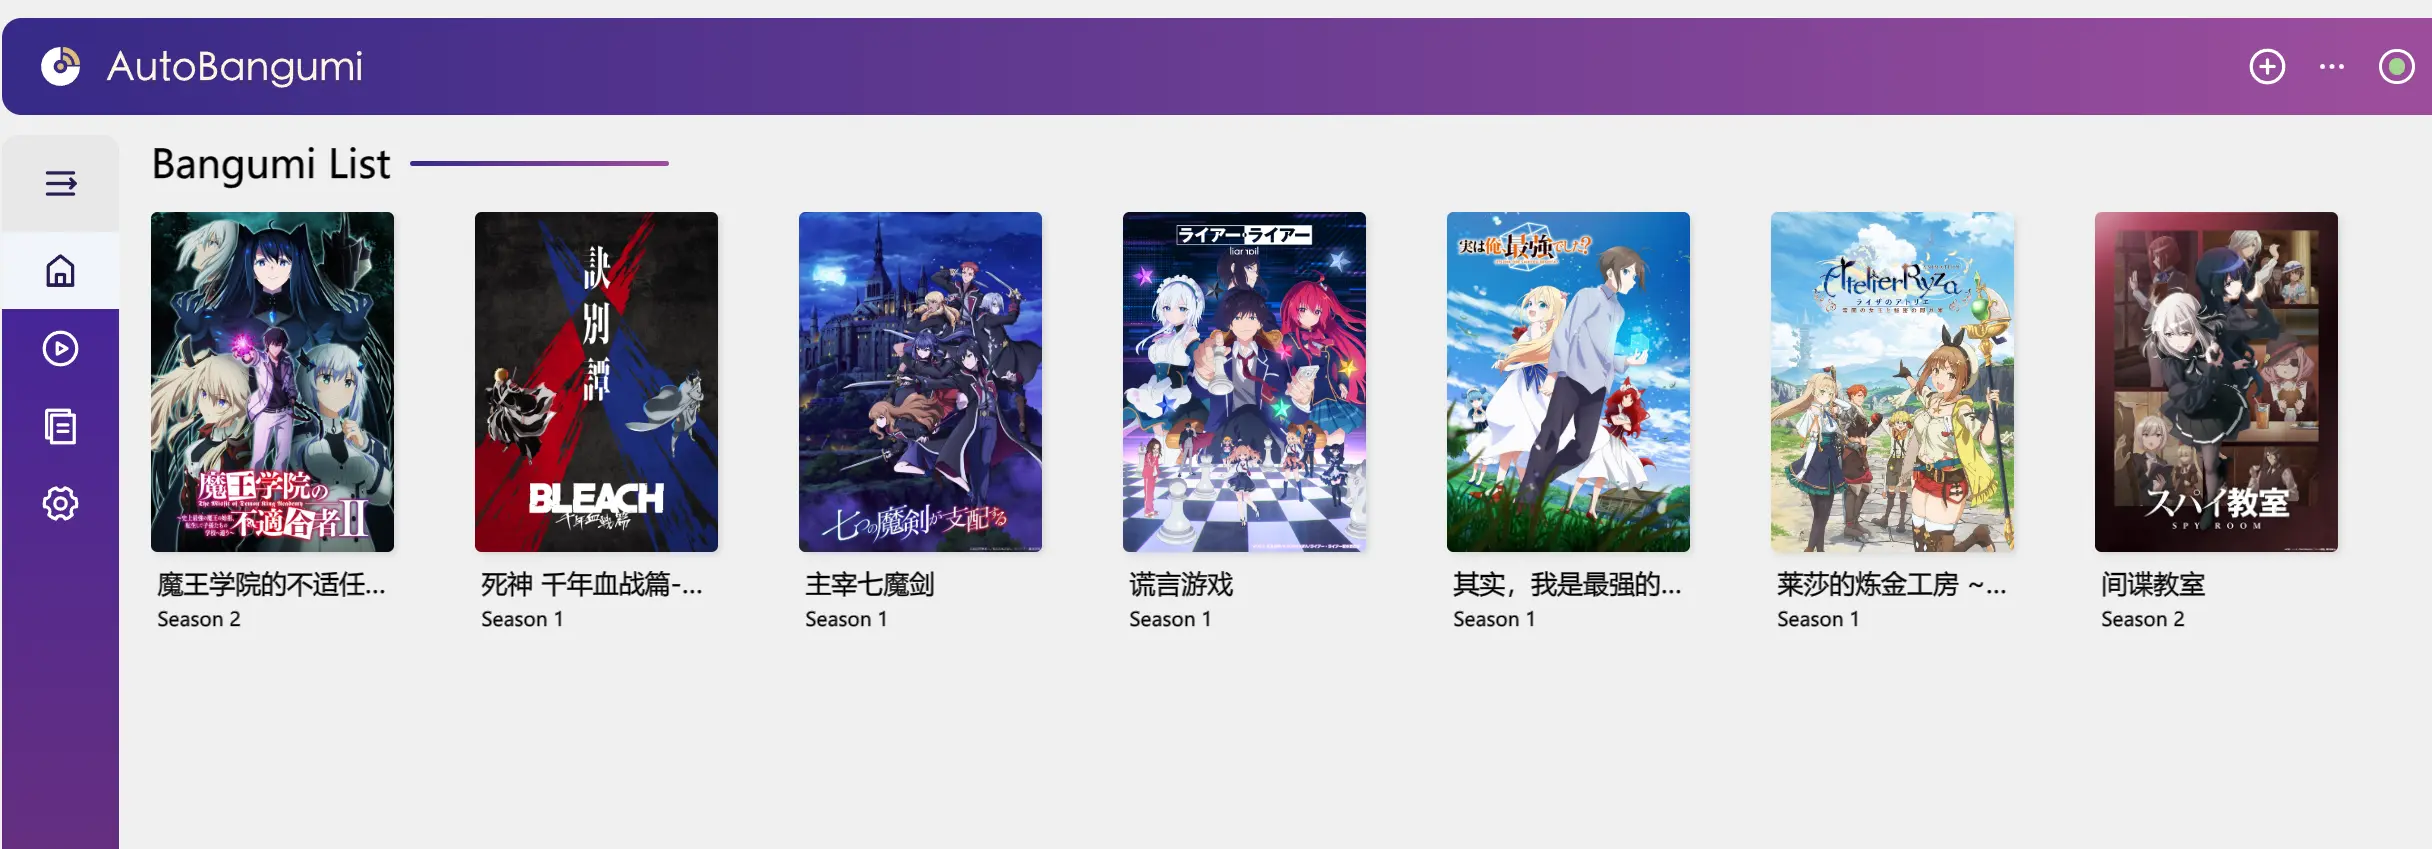 AutoBangumi
Bangumi List
魔王学院の
The Misfit of Demon King Academy
不適合者II
魔王学院的不适任...
Season 2
訣別譚
BLEACH
千年血戦篇
死神 千年血战篇-...
Season 1
七つの魔剣が支配する
主宰七魔剑
Season 1
ライアー・ライアー
liar liar
谎言游戏
Season 1
実は俺、最強でした?
其实，我是最强的...
Season 1
Atelier Ryza
ライザのアトリエ
莱莎的炼金工房 ~...
Season 1
スパイ教室
SPY ROOM
间谍教室
Season 2